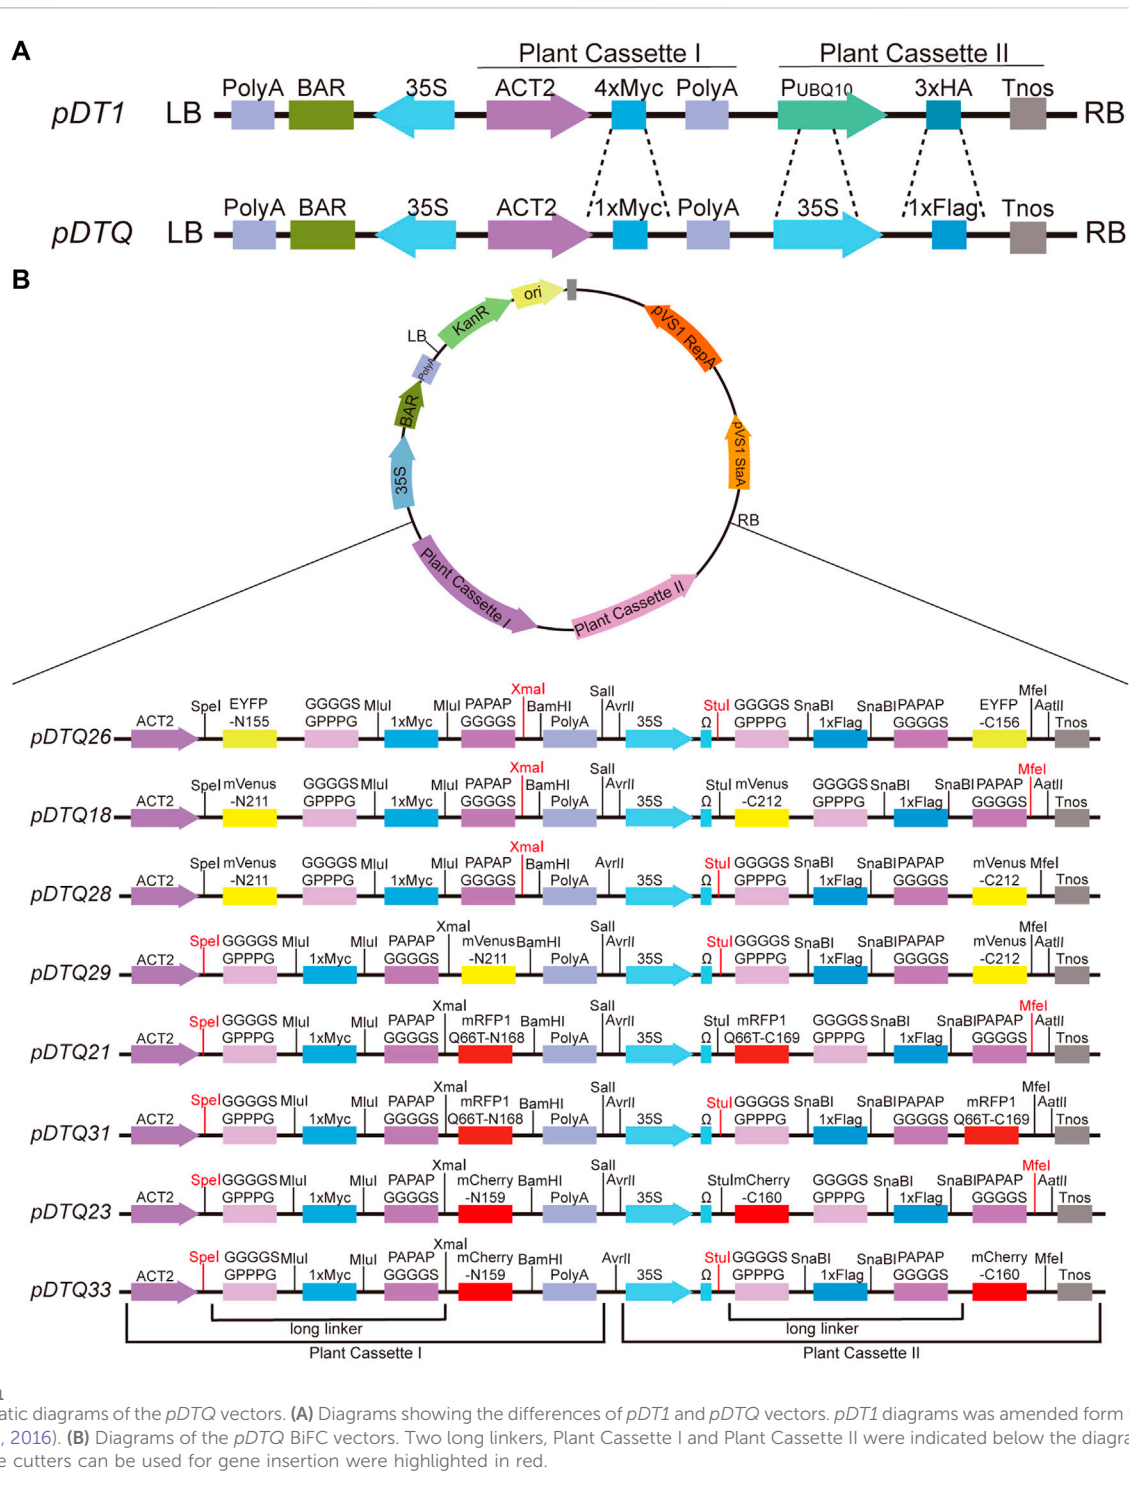 A
Plant Cassette I Plant Cassette II
pDT1 LB PolyA BAR 35S ACT2 4xMyc PolyA PUBQ10 3xHA Tnos RB
pDTQ LB PolyA BAR 35S ACT2 1xMyc PolyA 35S 1xFlag Tnos RB
B
ori
KanR
LB
PolyA
BAR
35S
Plant Cassette I
Plant Cassette II
RB
pVS1 StaA
pVS1 RepA
XmaI SalI MfeI
SpeI EYFP GGGGS MluI MluI PAPAP BamHI AvrII StuI GGGGS SnaBI SnaBI PAPAP EYFP AatII
pDTQ26 ACT2 -N155 GPPPG 1xMyc GGGGS PolyA 35S Ω GPPPG 1xFlag GGGGS -C156 Tnos
XmaI SalI MfeI
SpeI mVenus GGGGS MluI MluI PAPAP BamHI AvrII StuI mVenus GGGGS SnaBI SnaBI PAPAP AatII
pDTQ18 ACT2 -N211 GPPPG 1xMyc GGGGS PolyA 35S Ω -C212 GPPPG 1xFlag GGGGS Tnos
XmaI
SpeI mVenus GGGGS MluI MluI PAPAP BamHI AvrII StuI GGGGS SnaBI SnaBI PAPAP mVenus MfeI
pDTQ28 ACT2 -N211 GPPPG 1xMyc GGGGS PolyA 35S Ω GPPPG 1xFlag GGGGS -C212 Tnos
XmaI SalI MfeI
SpeI GGGGS MluI MluI PAPAP mVenus BamHI AvrII StuI GGGGS SnaBI SnaBI PAPAP mVenus AatII
pDTQ29 ACT2 GPPPG 1xMyc GGGGS -N211 PolyA 35S Ω GPPPG 1xFlag GGGGS -C212 Tnos
XmaI SalI MfeI
SpeI GGGGS MluI MluI PAPAP mRFP1 BamHI AvrII StuI mRFP1 GGGGS SnaBI SnaBI PAPAP AatII
pDTQ21 ACT2 GPPPG 1xMyc GGGGS Q66T-N168 PolyA 35S Ω Q66T-C169 GPPPG 1xFlag GGGGS Tnos
XmaI SalI MfeI
SpeI GGGGS MluI MluI PAPAP mRFP1 BamHI AvrII StuI GGGGS SnaBI SnaBI PAPAP mRFP1 AatII
pDTQ31 ACT2 GPPPG 1xMyc GGGGS Q66T-N168 PolyA 35S Ω GPPPG 1xFlag GGGGS Q66T-C169 Tnos
XmaI SalI MfeI
SpeI GGGGS MluI MluI PAPAP mCherry BamHI AvrII StuI mCherry GGGGS SnaBI SnaBI PAPAP AatII
pDTQ23 ACT2 GPPPG 1xMyc GGGGS -N159 PolyA 35S Ω -C160 GPPPG 1xFlag GGGGS Tnos
XmaI
SpeI GGGGS MluI MluI PAPAP mCherry BamHI AvrII StuI GGGGS SnaBI SnaBI PAPAP mCherry MfeI
pDTQ33 ACT2 GPPPG 1xMyc GGGGS -N159 PolyA 35S Ω GPPPG 1xFlag GGGGS -C160 Tnos
long linker long linker
Plant Cassette I Plant Cassette II
1
atic diagrams of the pDTQ vectors. (A) Diagrams showing the differences of pDT1 and pDTQ vectors. pDT1 diagrams was amended form
, 2016). (B) Diagrams of the pDTQ BiFC vectors. Two long linkers, Plant Cassette I and Plant Cassette II were indicated below the diagra
e cutters can be used for gene insertion were highlighted in red.